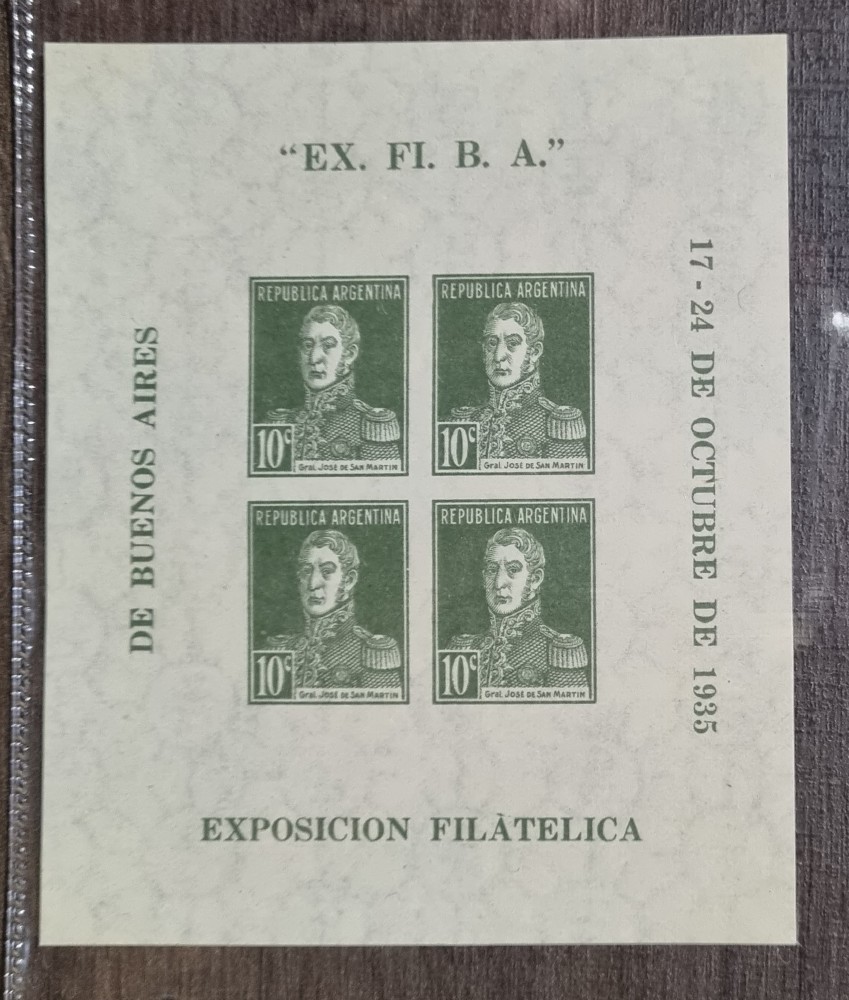 “EX. FI. B. A.”
17 - 24 DE OCTUBRE DE 1935
EXPOSICION FILÀTELICA
DE BUENOS AIRES
REPUBLICA ARGENTINA
10c
Gral. JOSÉ DE SAN MARTIN
REPUBLICA ARGENTINA
10c
Gral. JOSÉ DE SAN MARTIN
REPUBLICA ARGENTINA
10c
Gral. JOSÉ DE SAN MARTIN
REPUBLICA ARGENTINA
10c
Gral. JOSÉ DE SAN MARTIN